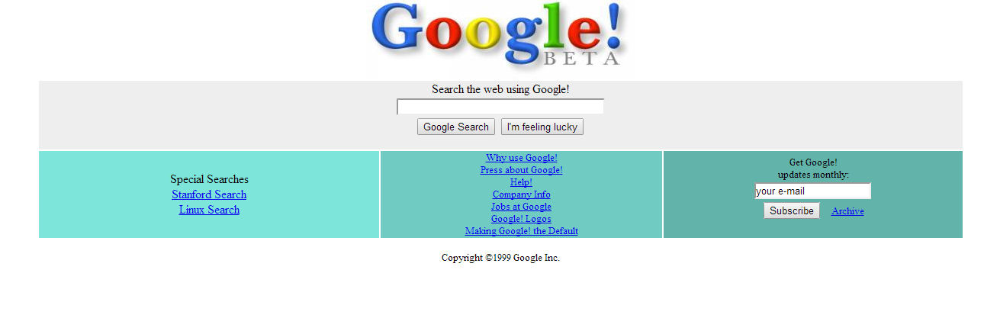 Google!
BETA
Search the web using Google!
Google Search I'm feeling lucky
Special Searches
Stanford Search
Linux Search
Why use Google!
Press about Google!
Help!
Company Info
Jobs at Google
Google! Logos
Making Google! the Default
Get Google!
updates monthly:
your e-mail
Subscribe Archive
Copyright ©1999 Google Inc.